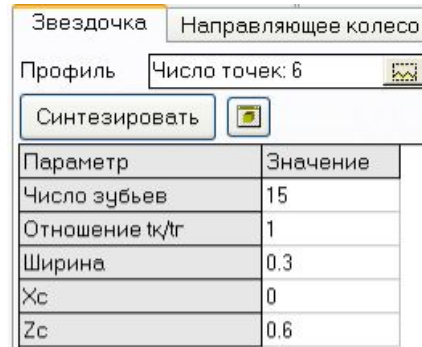 Звездочка Направляющее колесо
Профиль Число точек: 6
Синтезировать
Параметр Значение
Число зубьев 15
Отношение tк/tг 1
Ширина 0.3
Xc 0
Zc 0.6